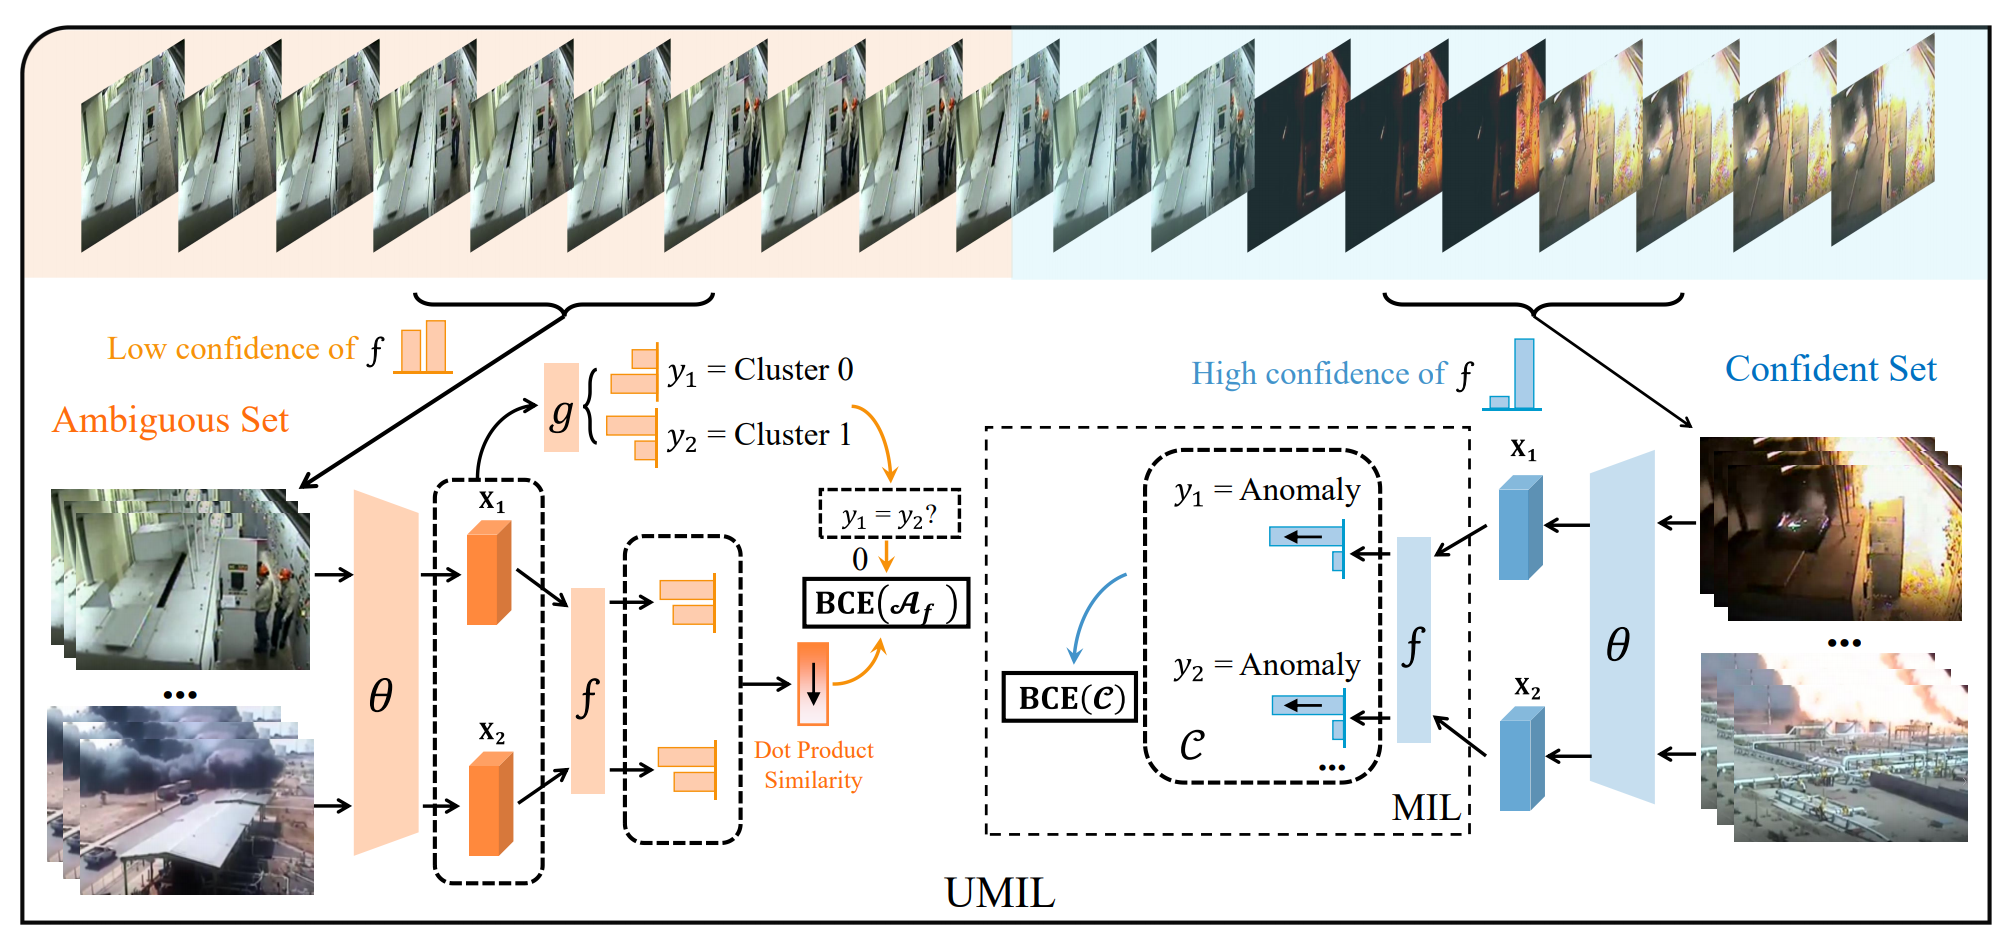 Low confidence of f
Ambiguous Set
g
y₁ = Cluster 0
y₂ = Cluster 1
y₁ = y₂?
0
BCE(𝒜_f)
x₁
x₂
θ
f
...
Dot Product
Similarity
High confidence of f
Confident Set
y₁ = Anomaly
y₂ = Anomaly
...
𝒞
BCE(𝒞)
MIL
f
x₁
x₂
θ
...
UMIL